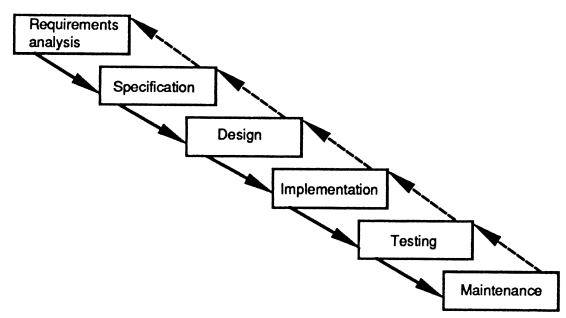 Requirements
analysis
Specification
Design
Implementation
Testing
Maintenance